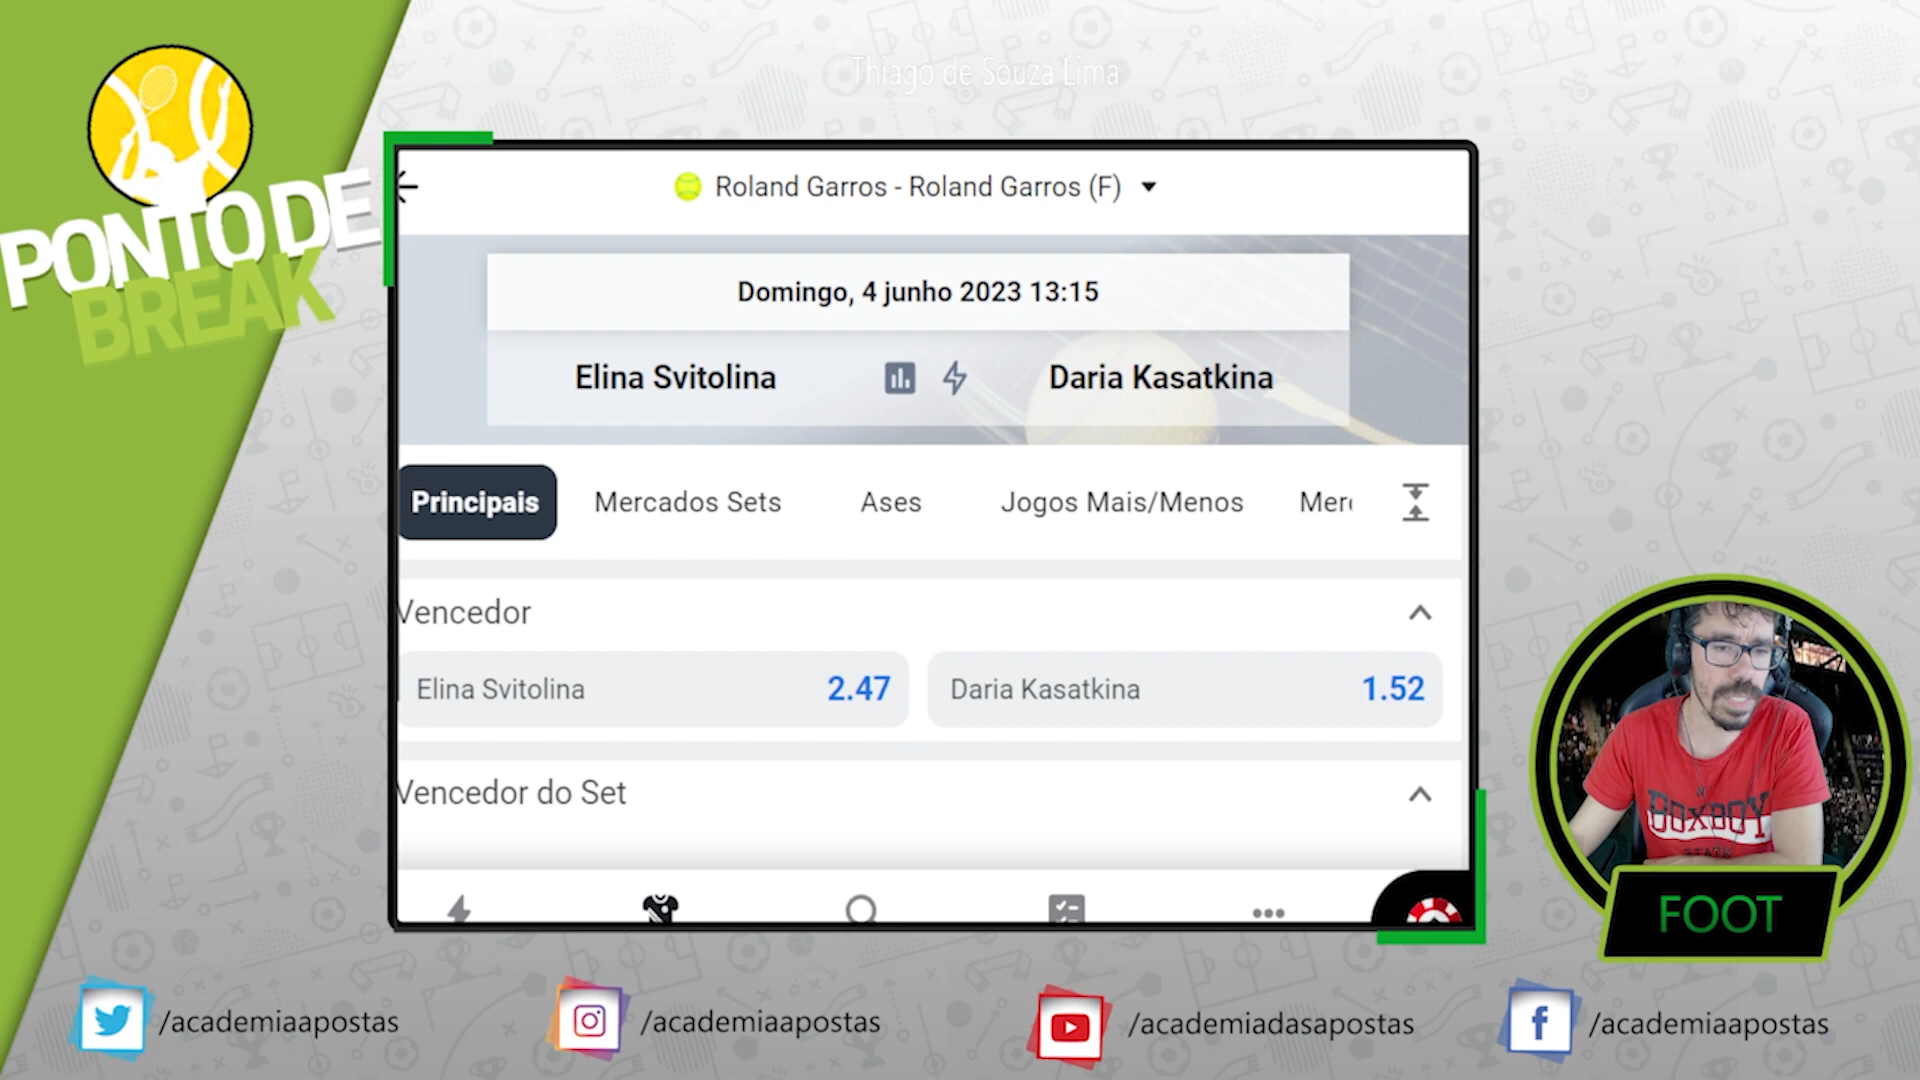 Thiago de Souza Lima
PONTO DE
BREAK
Roland Garros - Roland Garros (F)
Domingo, 4 junho 2023 13:15
Elina Svitolina
Daria Kasatkina
Principais
Mercados Sets
Ases
Jogos Mais/Menos
Vencedor
Elina Svitolina 2.47
Daria Kasatkina 1.52
Vencedor do Set
BOXBOY
STATE
FOOT
/academiaapostas
/academiaapostas
/academiadasapostas
/academiaapostas